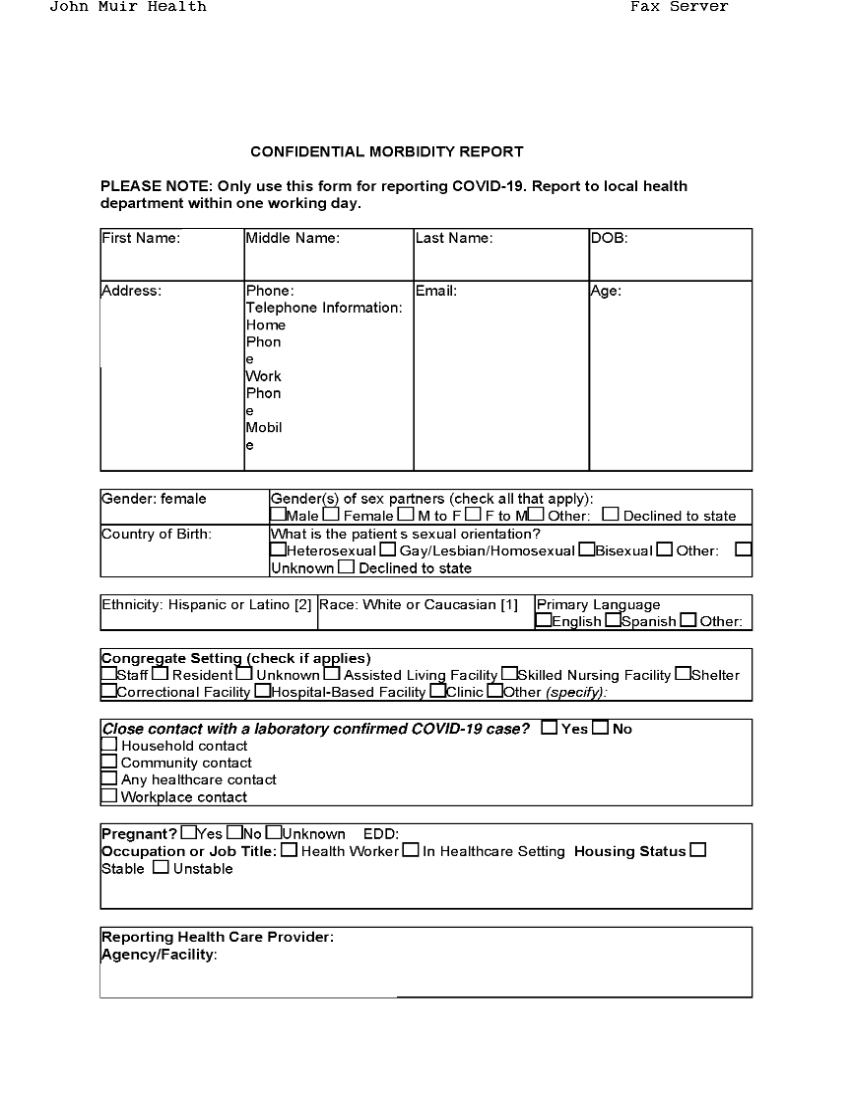 John Muir Health Fax Server
CONFIDENTIAL MORBIDITY REPORT
PLEASE NOTE: Only use this form for reporting COVID-19. Report to local health
department within one working day.
First Name: Middle Name: Last Name: DOB:
Address: Phone: Email: Age:
Telephone Information:
Home
Phon
e
Work
Phon
e
Mobil
e
Gender: female Gender(s) of sex partners (check all that apply):
☐Male ☐ Female ☐ M to F ☐ F to M☐ Other: ☐ Declined to state
Country of Birth: What is the patient s sexual orientation?
☐Heterosexual ☐ Gay/Lesbian/Homosexual ☐Bisexual ☐ Other: ☐
Unknown ☐ Declined to state
Ethnicity: Hispanic or Latino [2] Race: White or Caucasian [1] Primary Language
☐English ☐Spanish ☐ Other:
Congregate Setting (check if applies)
☐Staff ☐ Resident ☐ Unknown ☐ Assisted Living Facility ☐Skilled Nursing Facility ☐Shelter
☐Correctional Facility ☐Hospital-Based Facility ☐Clinic ☐Other (specify):
Close contact with a laboratory confirmed COVID-19 case? ☐ Yes ☐ No
☐ Household contact
☐ Community contact
☐ Any healthcare contact
☐ Workplace contact
Pregnant? ☐Yes ☐No ☐Unknown EDD:
Occupation or Job Title: ☐ Health Worker ☐ In Healthcare Setting Housing Status ☐
Stable ☐ Unstable
Reporting Health Care Provider:
Agency/Facility: